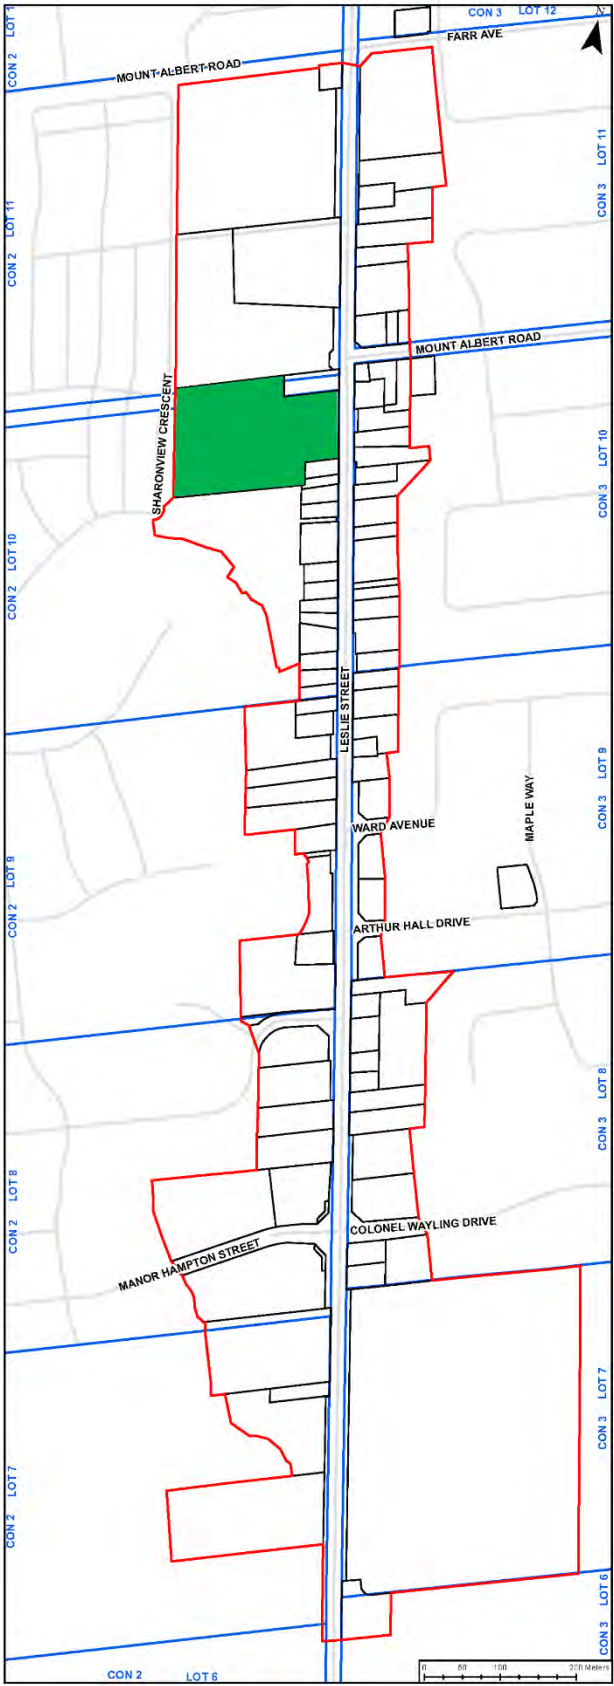 CON 3 LOT 12
N
FARR AVE
LOT 1
CON 2
MOUNT ALBERT ROAD
CON 3 LOT 11
CON 2 LOT 11
MOUNT ALBERT ROAD
SHARONVIEW CRESCENT
CON 3 LOT 10
CON 2 LOT 10
LESLIE STREET
CON 3 LOT 9
MAPLE WAY
WARD AVENUE
CON 2 LOT 9
ARTHUR HALL DRIVE
CON 3 LOT 8
CON 2 LOT 8
COLONEL WAYLING DRIVE
MANOR HAMPTON STREET
CON 3 LOT 7
CON 2 LOT 7
CON 3 LOT 6
CON 2 LOT 6
0 50 100 200 Meters